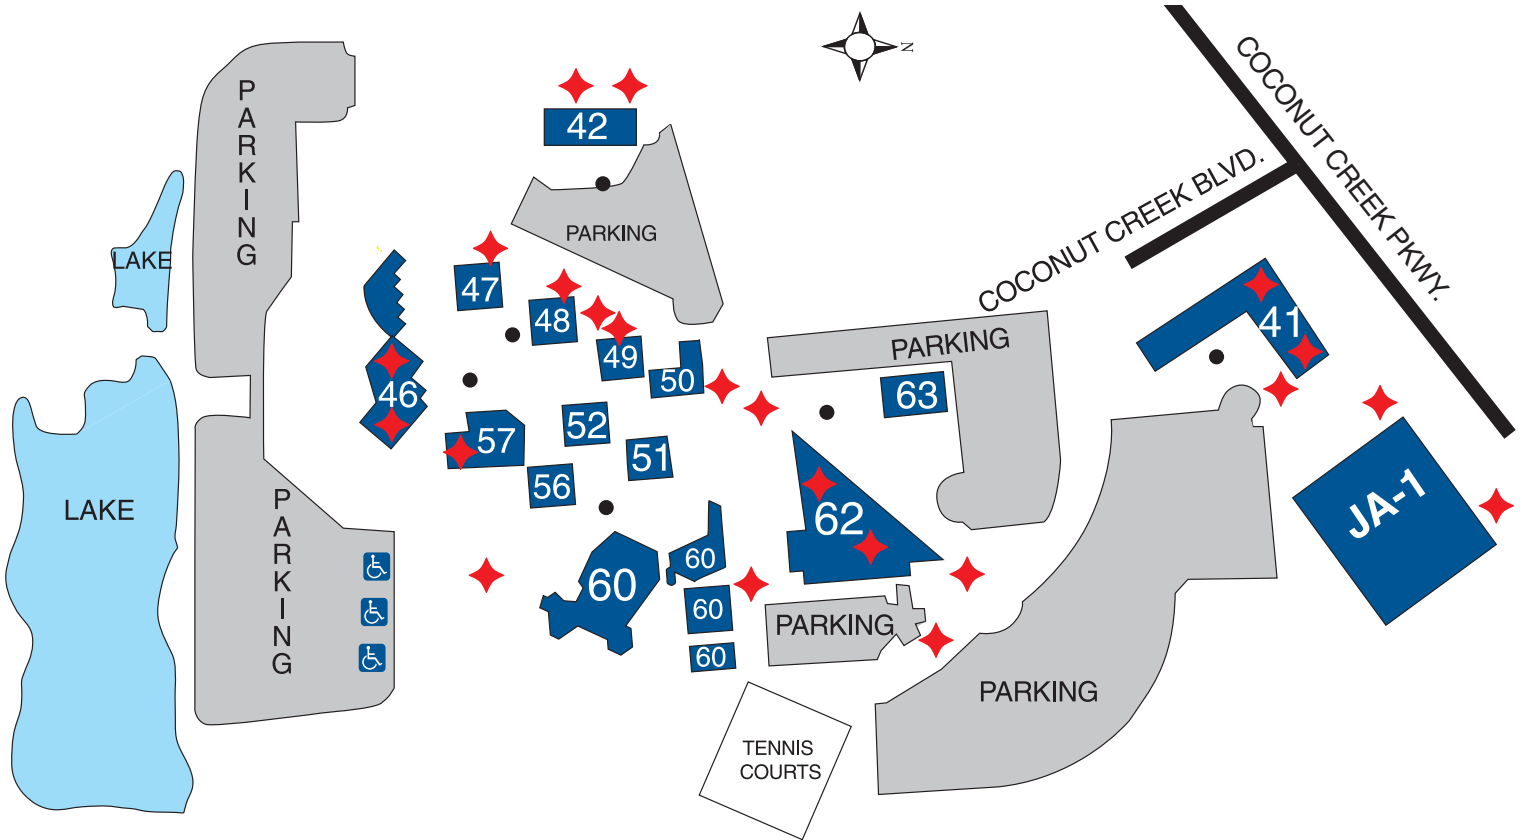 N
COCONUT CREEK PKWY.
COCONUT CREEK BLVD.
PARKING
42
PARKING
LAKE
47
48
49
50
46
57
52
51
56
PARKING
63
41
JA-1
62
LAKE
PARKING
60
60
60
60
PARKING
PARKING
TENNIS
COURTS